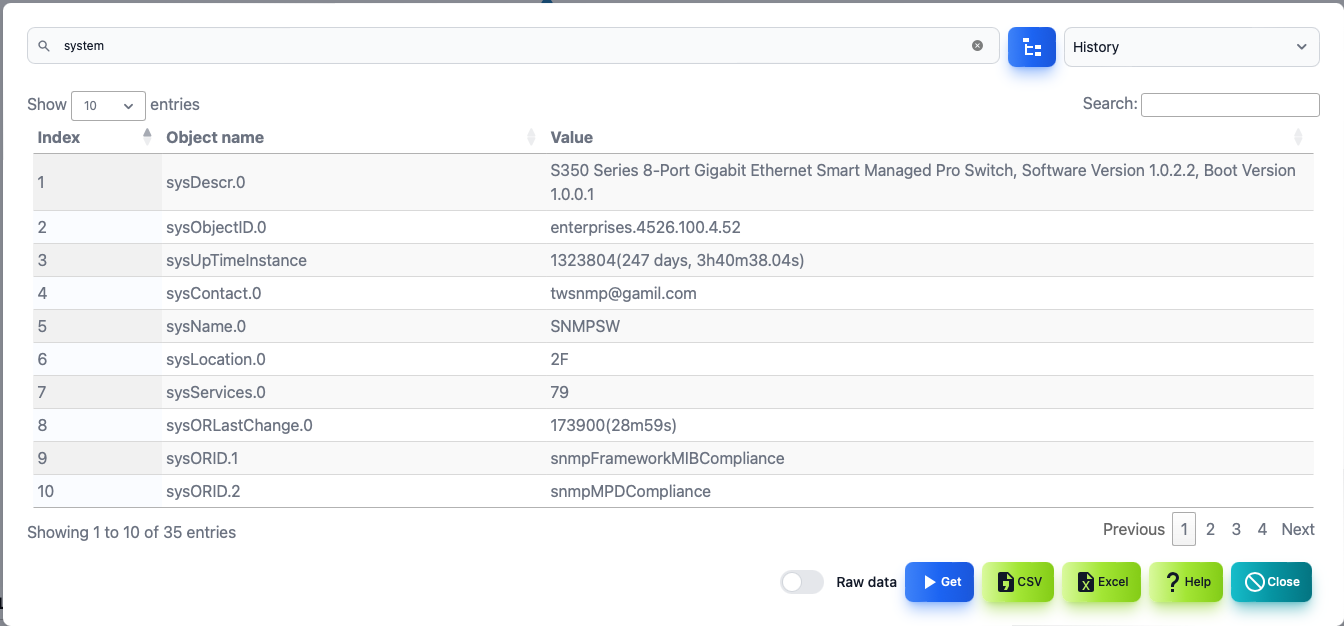 system
History
Show 10 entries
Search:
Index Object name Value
1 sysDescr.0 S350 Series 8-Port Gigabit Ethernet Smart Managed Pro Switch, Software Version 1.0.2.2, Boot Version
1.0.0.1
2 sysObjectID.0 enterprises.4526.100.4.52
3 sysUpTimeInstance 1323804(247 days, 3h40m38.04s)
4 sysContact.0 twsnmp@gamil.com
5 sysName.0 SNMPSW
6 sysLocation.0 2F
7 sysServices.0 79
8 sysORLastChange.0 173900(28m59s)
9 sysORID.1 snmpFrameworkMIBCompliance
10 sysORID.2 snmpMPDCompliance
Showing 1 to 10 of 35 entries
Previous 1 2 3 4 Next
Raw data Get CSV Excel Help Close